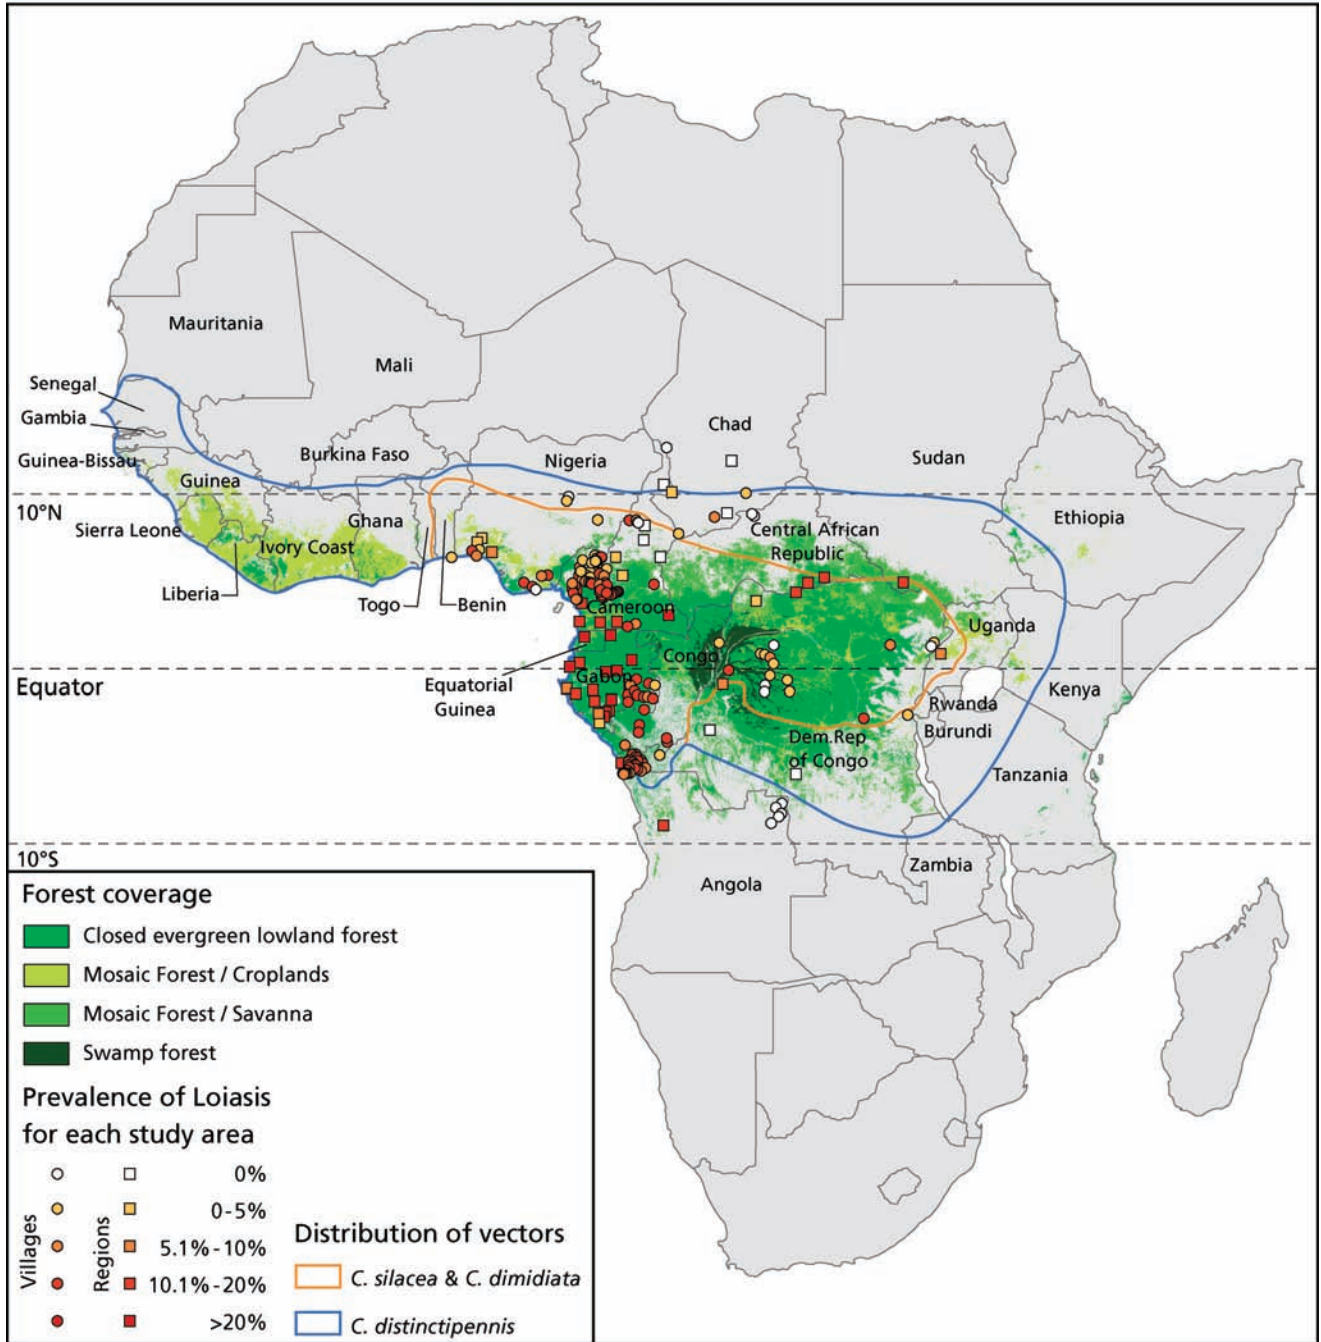 Mauritania
Mali
Senegal
Gambia
Chad
Burkina Faso
Nigeria
Sudan
Guinea-Bissau
Guinea
10°N
Ghana
Ethiopia
Sierra Leone
Ivory Coast
Central African
Republic
Liberia
Togo
Benin
Cameroon
Uganda
Congo
Equator
Equatorial
Guinea
Gabon
Kenya
Rwanda
Burundi
Dem.Rep
of Congo
Tanzania
10°S
Zambia
Angola
Forest coverage
Closed evergreen lowland forest
Mosaic Forest / Croplands
Mosaic Forest / Savanna
Swamp forest
Prevalence of Loiasis
for each study area
Villages
Regions
0%
0-5%
5.1%-10%
10.1%-20%
>20%
Distribution of vectors
C. silacea & C. dimidiata
C. distinctipennis